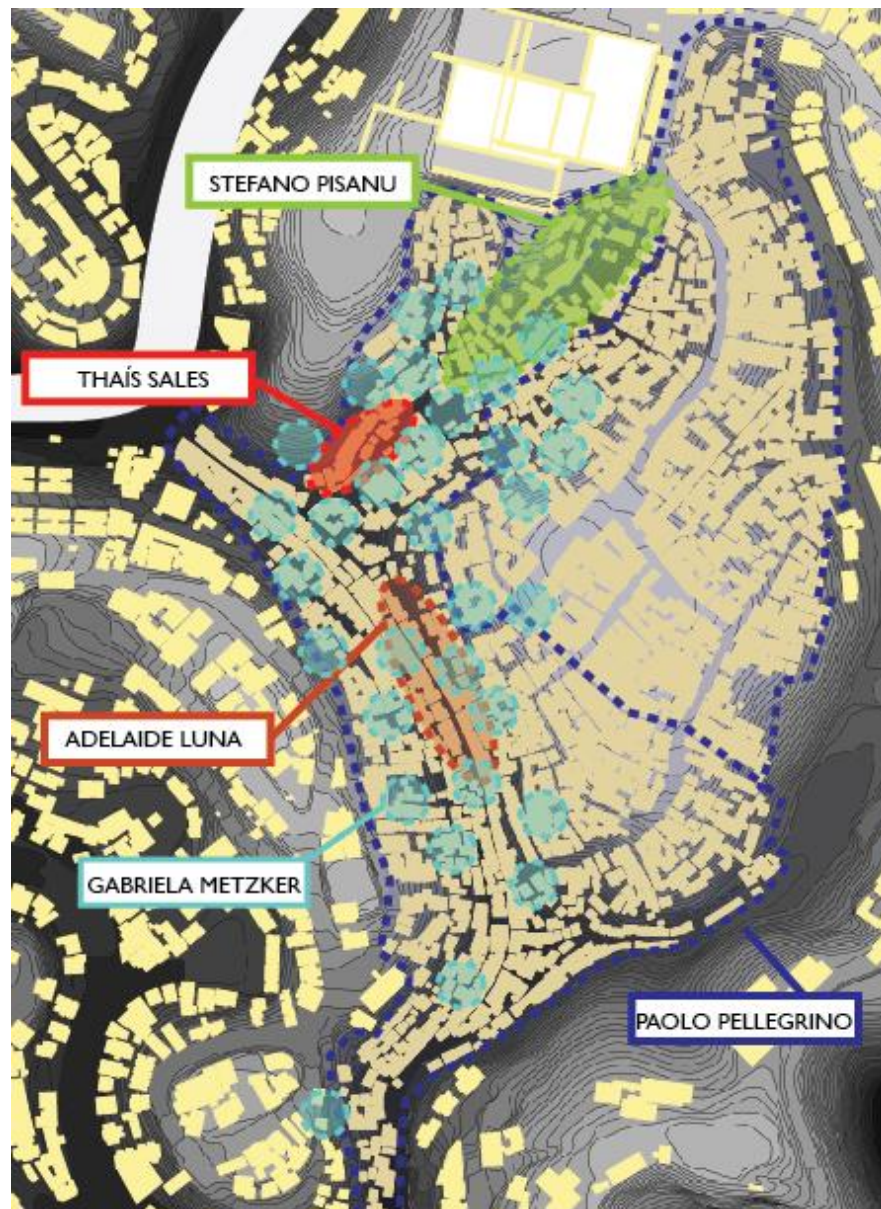 STEFANO PISANU
THAÍS SALES
ADELAIDE LUNA
GABRIELA METZKER
PAOLO PELLEGRINO